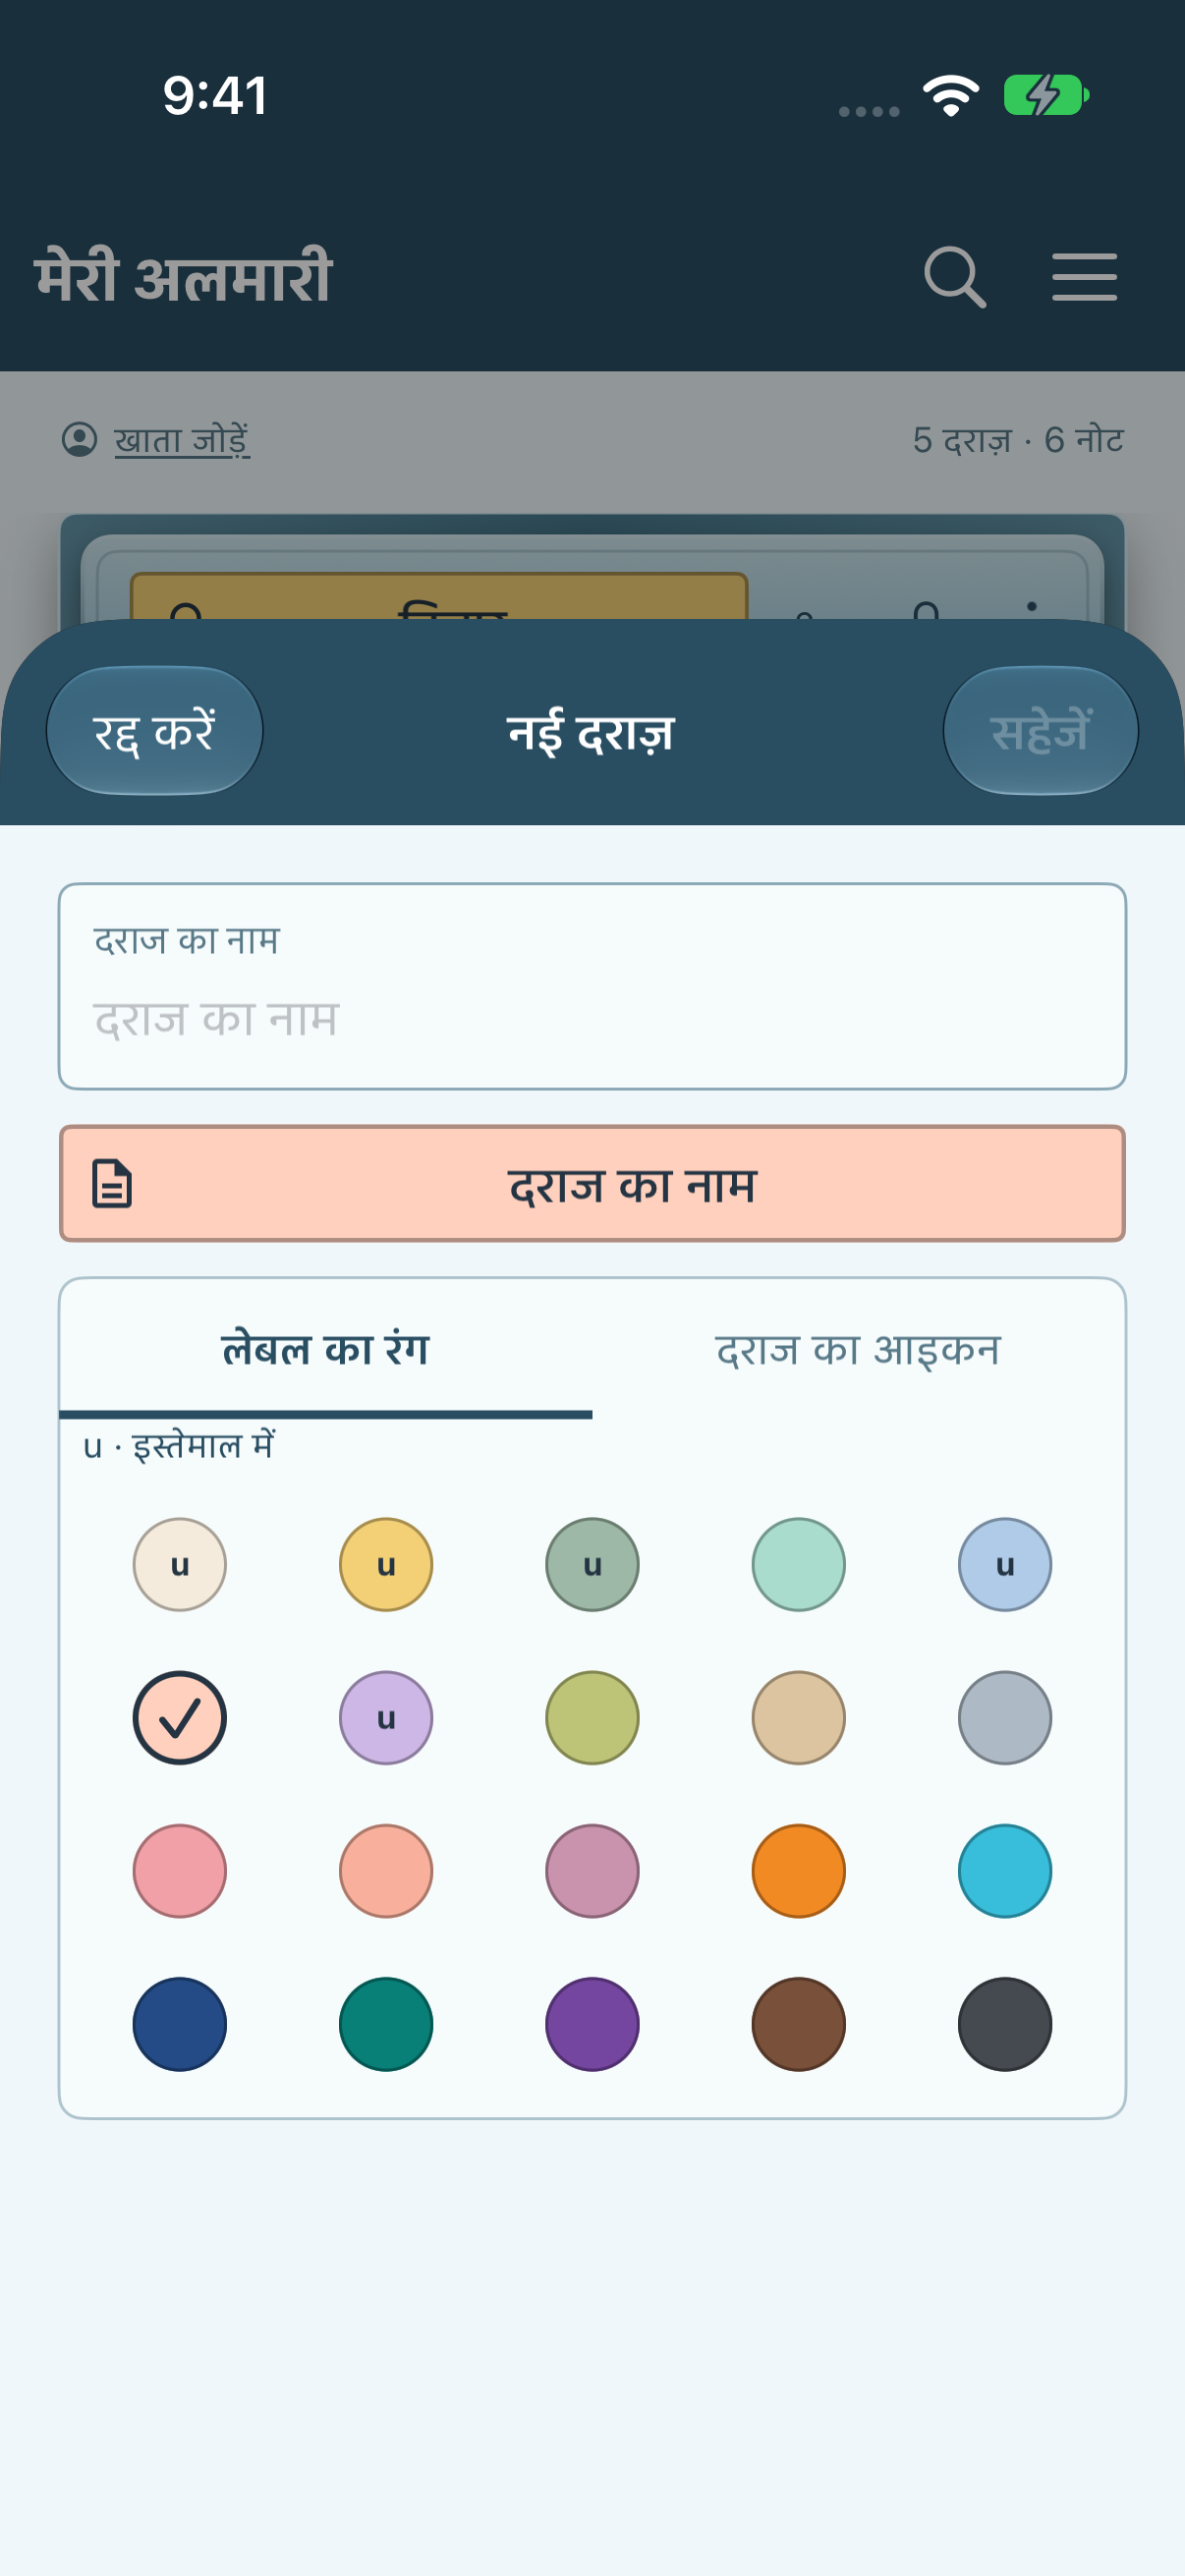 9:41
मेरी अलमारी
खाता जोड़ें
5 दराज़ · 6 नोट
रद्द करें
नई दराज़
सहेजें
दराज का नाम
दराज का नाम
दराज का नाम
लेबल का रंग
दराज का आइकन
u · इस्तेमाल में
u u u u
u